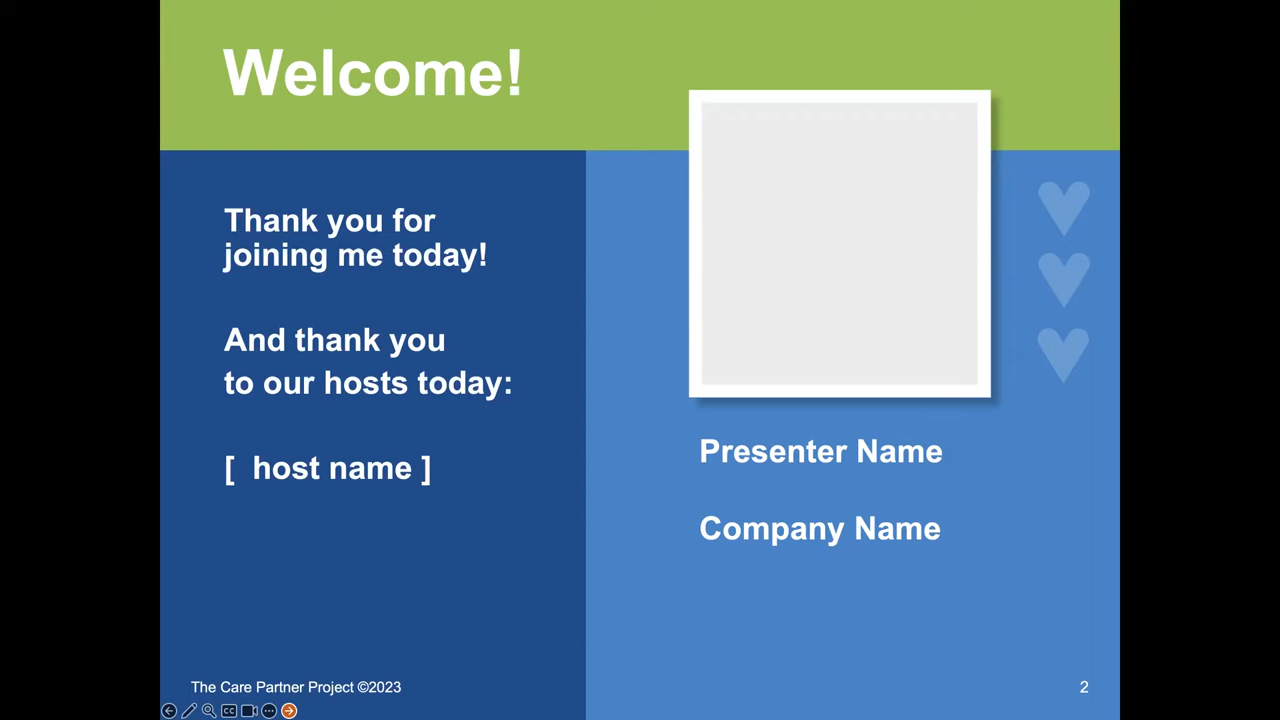 Welcome!
Thank you for
joining me today!
And thank you
to our hosts today:
[  host name ]
Presenter Name
Company Name
The Care Partner Project ©2023
2
CC